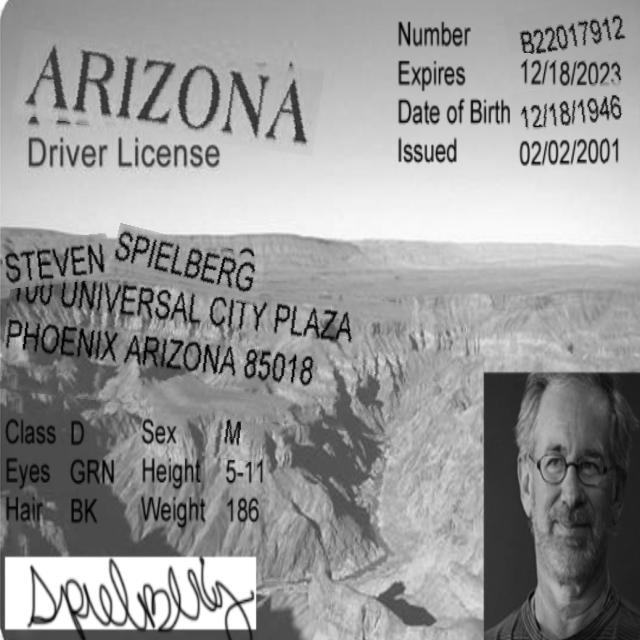 ARIZONA
Driver License
Number B22017912
Expires 12/18/2023
Date of Birth 12/18/1946
Issued 02/02/2001
STEVEN SPIELBERG
100 UNIVERSAL CITY PLAZA
PHOENIX ARIZONA 85018
Class D Sex M
Eyes GRN Height 5-11
Hair BK Weight 186
Spielberg